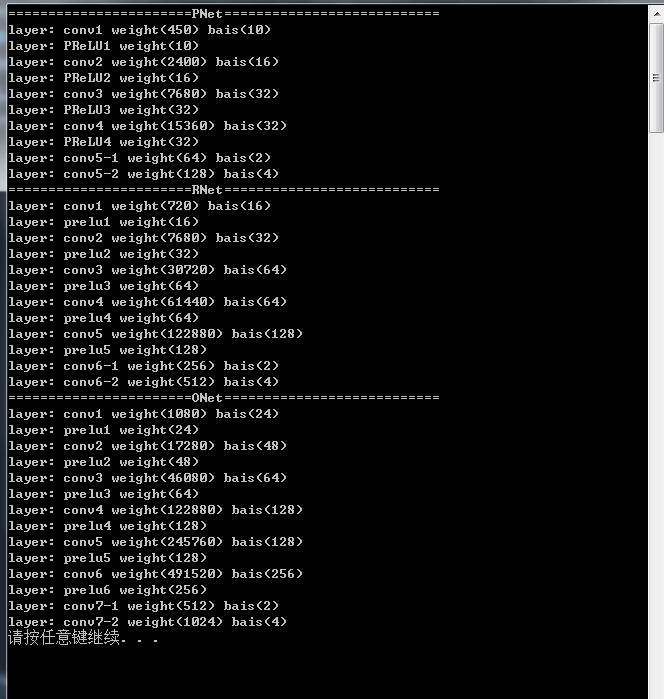 =======================PNet===========================
layer: conv1 weight(450) bais(10)
layer: PReLU1 weight(10)
layer: conv2 weight(2400) bais(16)
layer: PReLU2 weight(16)
layer: conv3 weight(7680) bais(32)
layer: PReLU3 weight(32)
layer: conv4 weight(15360) bais(32)
layer: PReLU4 weight(32)
layer: conv5-1 weight(64) bais(2)
layer: conv5-2 weight(128) bais(4)
=======================RNet===========================
layer: conv1 weight(720) bais(16)
layer: prelu1 weight(16)
layer: conv2 weight(7680) bais(32)
layer: prelu2 weight(32)
layer: conv3 weight(30720) bais(64)
layer: prelu3 weight(64)
layer: conv4 weight(61440) bais(64)
layer: prelu4 weight(64)
layer: conv5 weight(122880) bais(128)
layer: prelu5 weight(128)
layer: conv6-1 weight(256) bais(2)
layer: conv6-2 weight(512) bais(4)
=======================ONet===========================
layer: conv1 weight(1080) bais(24)
layer: prelu1 weight(24)
layer: conv2 weight(17280) bais(48)
layer: prelu2 weight(48)
layer: conv3 weight(46080) bais(64)
layer: prelu3 weight(64)
layer: conv4 weight(122880) bais(128)
layer: prelu4 weight(128)
layer: conv5 weight(245760) bais(128)
layer: prelu5 weight(128)
layer: conv6 weight(491520) bais(256)
layer: prelu6 weight(256)
layer: conv7-1 weight(512) bais(2)
layer: conv7-2 weight(1024) bais(4)
请按任意键继续. . .